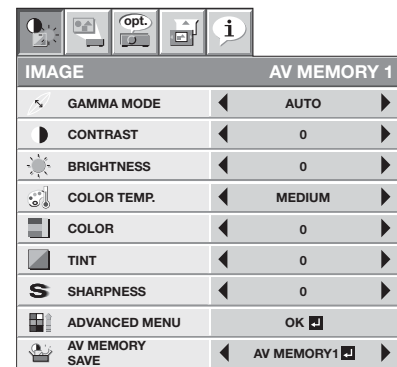 opt.
i
IMAGE AV MEMORY 1
GAMMA MODE AUTO
CONTRAST 0
BRIGHTNESS 0
COLOR TEMP. MEDIUM
COLOR 0
TINT 0
S SHARPNESS 0
ADVANCED MENU OK
AV MEMORY
SAVE AV MEMORY1